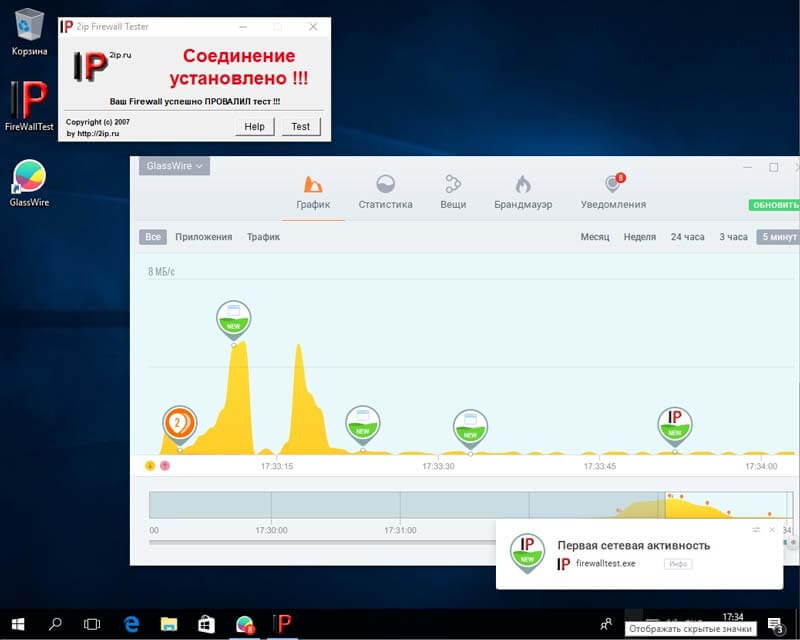 Корзина
FireWallTest
GlassWire
IP 2ip Firewall Tester
IP 2ip.ru
Соединение
установлено !!!
Ваш Firewall успешно ПРОВАЛИЛ тест !!!
Copyright (c) 2007
by http://2ip.ru
Help
Test
GlassWire
График
Статистика
Вещи
Брандмауэр
8
Уведомления
ОБНОВИТЬ
Все Приложения Трафик
Месяц Неделя 24 часа 3 часа 5 минут
8 МБ/с
NEW
2
NEW
NEW
IP
NEW
17:33:15 17:33:30 17:33:45 17:34:00
00 17:30:00 17:31:00
IP
NEW
Первая сетевая активность
IP firewalltest.exe Инфо
17:34
Отображать скрытые значки
3